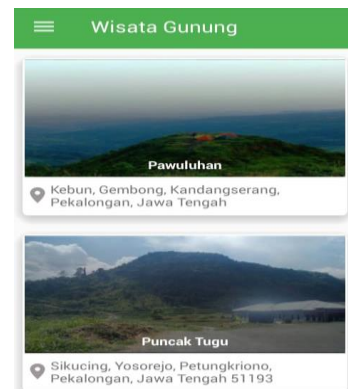 Wisata Gunung
Pawuluhan
Kebun, Gembong, Kandangserang,
Pekalongan, Jawa Tengah
Puncak Tugu
Sikucing, Yosorejo, Petungkriono,
Pekalongan, Jawa Tengah 51193